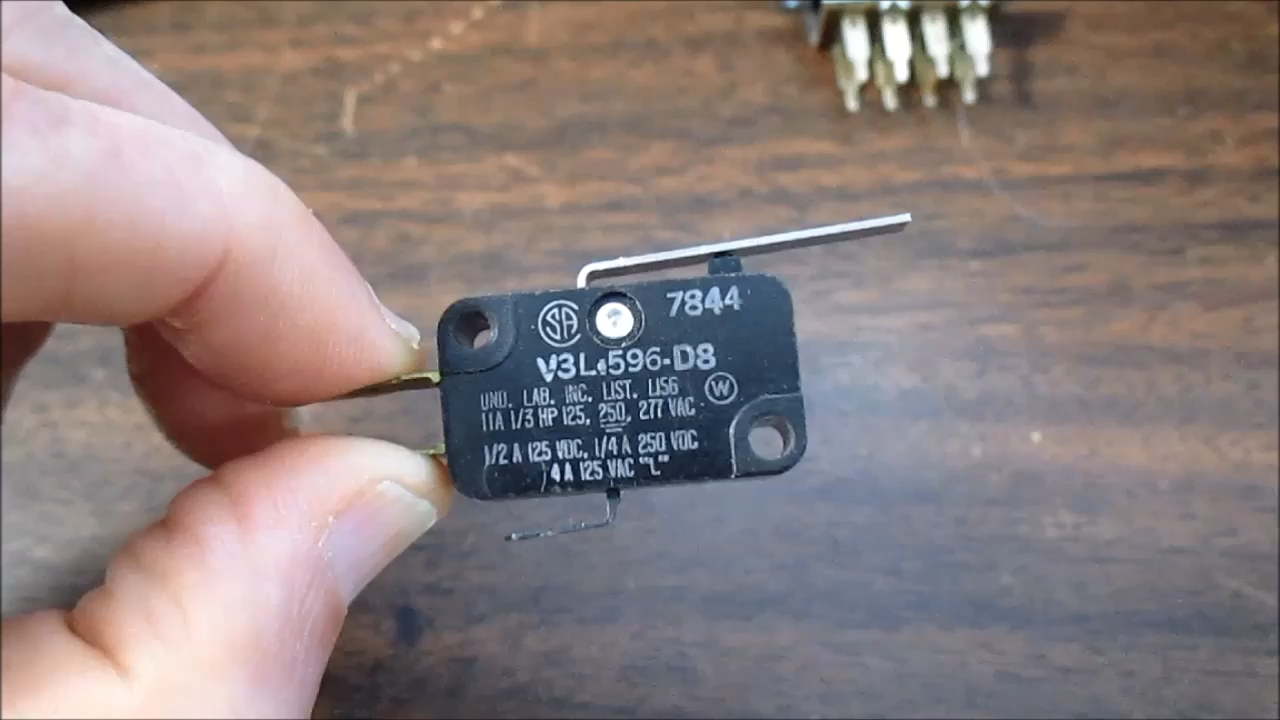 SA
7844
V3L-596-D8
UND. LAB. INC. LIST. LISG
W
11A 1/3 HP 125, 250, 277 VAC
1/2 A 125 VDC, 1/4 A 250 VDC
4 A 125 VAC "L"